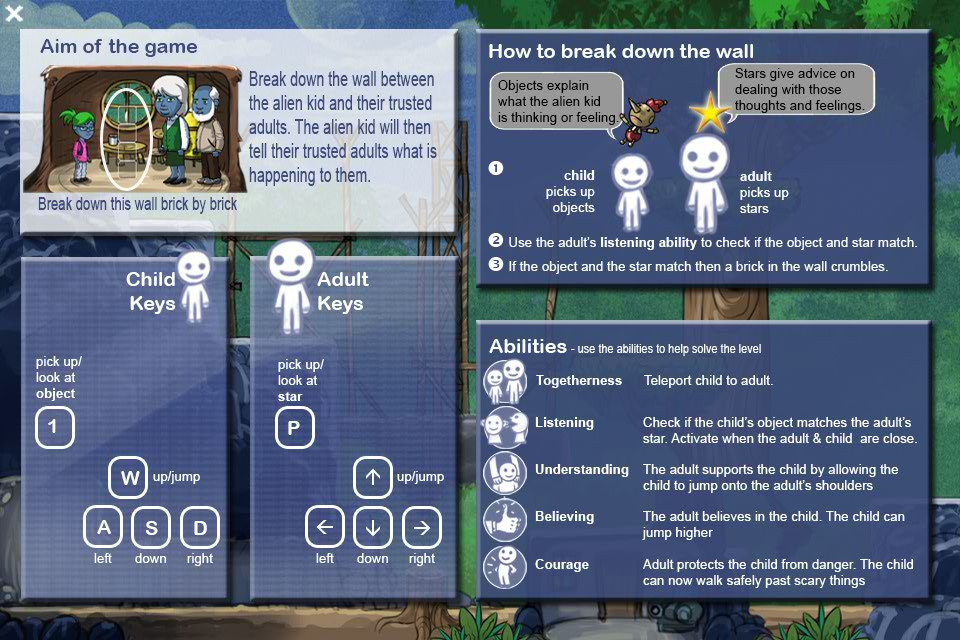 Aim of the game
Break down the wall between
the alien kid and their trusted
adults. The alien kid will then
tell their trusted adults what is
happening to them.
Break down this wall brick by brick
How to break down the wall
Objects explain
what the alien kid
is thinking or feeling.
Stars give advice on
dealing with those
thoughts and feelings.
1
child
picks up
objects
adult
picks up
stars
2 Use the adult's listening ability to check if the object and star match.
3 If the object and the star match then a brick in the wall crumbles.
Child
Keys
pick up/
look at
object
1
W up/jump
A S D
left down right
Adult
Keys
pick up/
look at
star
P
↑ up/jump
← ↓ →
left down right
Abilities - use the abilities to help solve the level
Togetherness Teleport child to adult.
Listening Check if the child's object matches the adult's
star. Activate when the adult & child are close.
Understanding The adult supports the child by allowing the
child to jump onto the adult's shoulders
Believing The adult believes in the child. The child can
jump higher
Courage Adult protects the child from danger. The child
can now walk safely past scary things